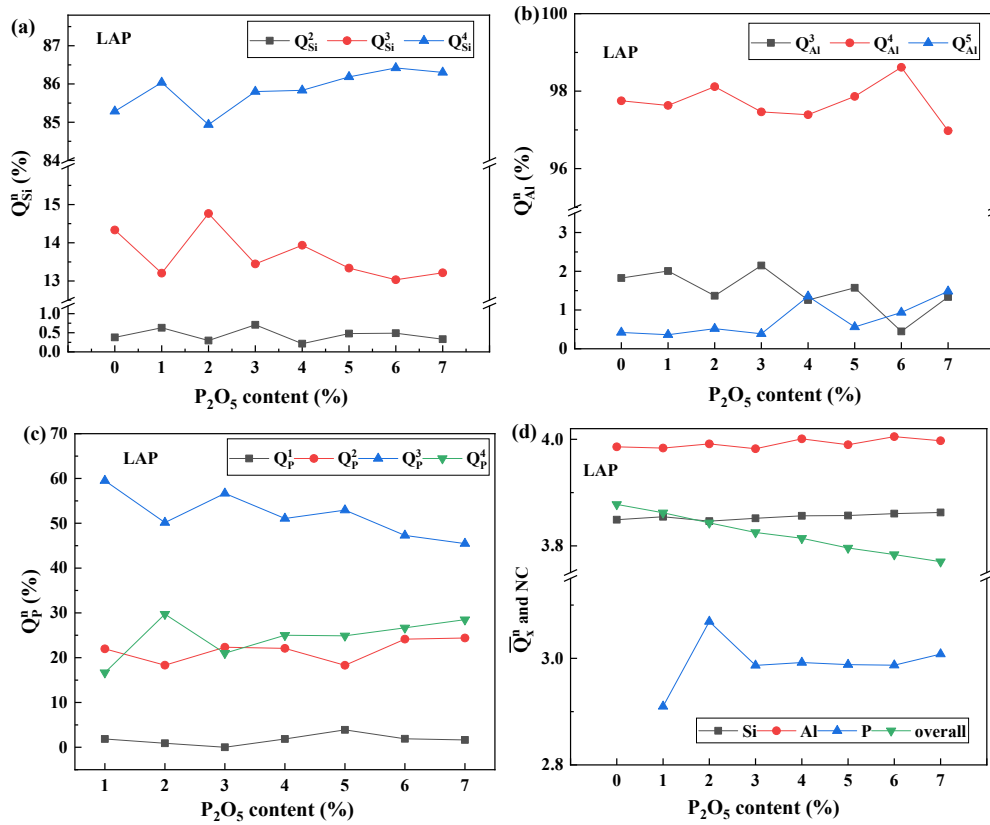 (a)
LAP
Q²Si Q³Si Q⁴Si
87
86
85
84
15
14
13
1.0
0.5
0.0
QⁿSi (%)
0 1 2 3 4 5 6 7
P₂O₅ content (%)
(b)
LAP
Q³Al Q⁴Al Q⁵Al
100
98
96
3
2
1
0
QⁿAl (%)
0 1 2 3 4 5 6 7
P₂O₅ content (%)
(c)
LAP
Q¹P Q²P Q³P Q⁴P
70
60
50
40
30
20
10
0
QⁿP (%)
1 2 3 4 5 6 7
P₂O₅ content (%)
(d)
LAP
4.0
3.8
3.0
2.8
Q̅ⁿx and NC
Si Al P overall
0 1 2 3 4 5 6 7
P₂O₅ content (%)